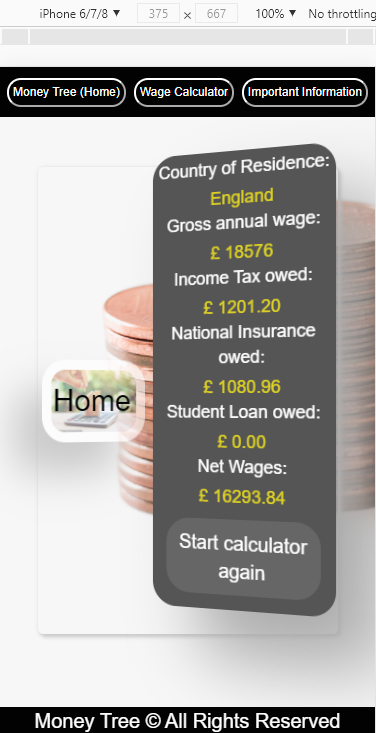 iPhone 6/7/8 ▼ 375 × 667 100% ▼ No throttling
Money Tree (Home) Wage Calculator Important Information
Country of Residence:
England
Gross annual wage:
£ 18576
Income Tax owed:
£ 1201.20
National Insurance
owed:
£ 1080.96
Home
Student Loan owed:
£ 0.00
Net Wages:
£ 16293.84
Start calculator
again
Money Tree © All Rights Reserved